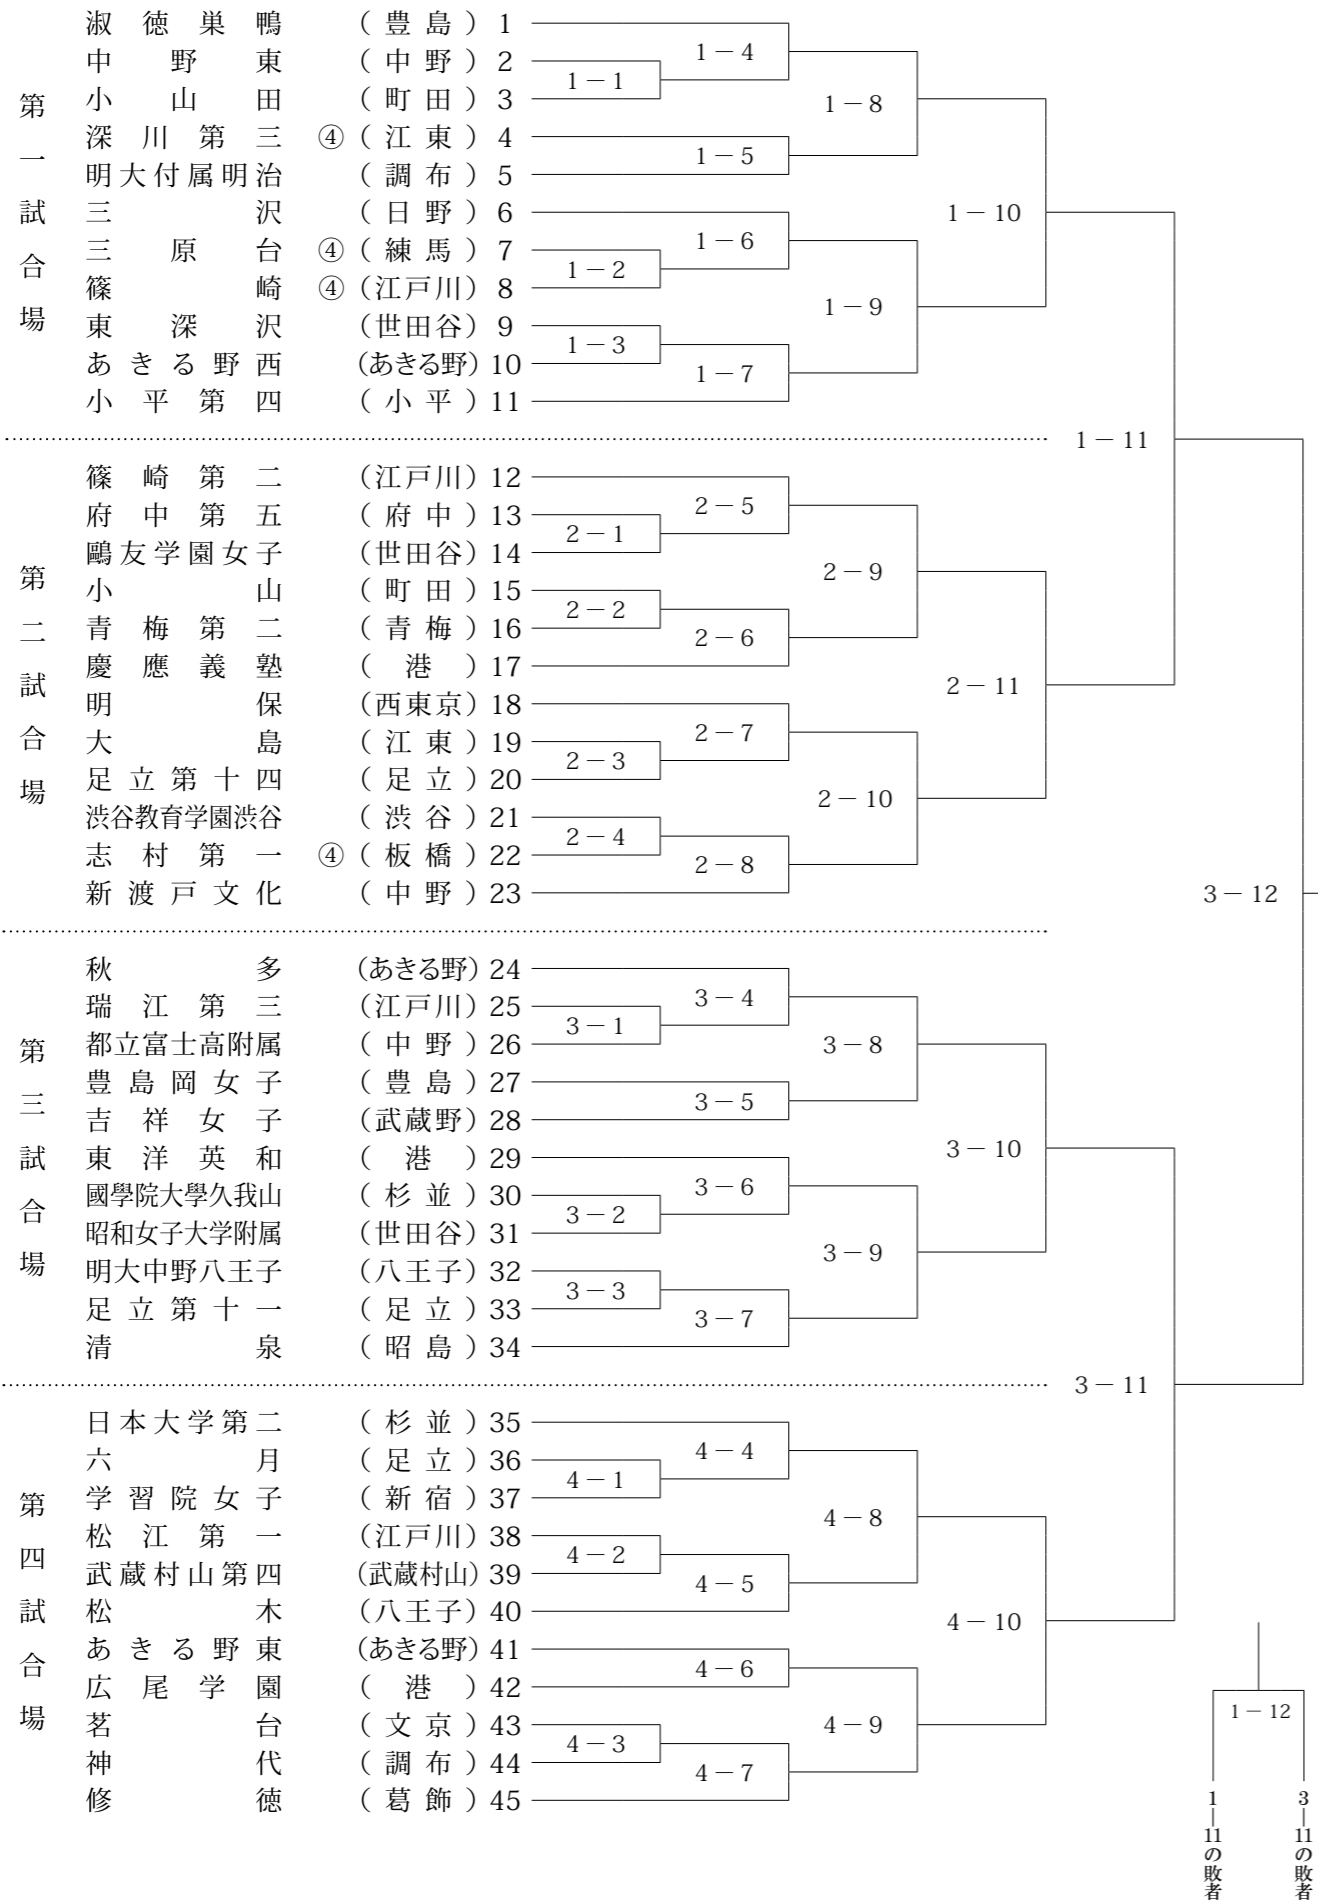 第一試合場
淑徳巣鴨 (豊島) 1
中野東 (中野) 2
小山田 (町田) 3
深川第三 ④ (江東) 4
明大付属明治 (調布) 5
三沢 (日野) 6
三原台 ④ (練馬) 7
篠崎 ④ (江戸川) 8
東深沢 (世田谷) 9
あきる野西 (あきる野) 10
小平第四 (小平) 11
1－1
1－2
1－3
1－4
1－5
1－6
1－7
1－8
1－9
1－10
1－11
第二試合場
篠崎第二 (江戸川) 12
府中第五 (府中) 13
鷗友学園女子 (世田谷) 14
小山 (町田) 15
青梅第二 (青梅) 16
慶應義塾 (港) 17
明保 (西東京) 18
大島 (江東) 19
足立第十四 (足立) 20
渋谷教育学園渋谷 (渋谷) 21
志村第一 ④ (板橋) 22
新渡戸文化 (中野) 23
2－1
2－2
2－3
2－4
2－5
2－6
2－7
2－8
2－9
2－10
2－11
3－12
第三試合場
秋多 (あきる野) 24
瑞江第三 (江戸川) 25
都立富士高附属 (中野) 26
豊島岡女子 (豊島) 27
吉祥女子 (武蔵野) 28
東洋英和 (港) 29
國學院大學久我山 (杉並) 30
昭和女子大学附属 (世田谷) 31
明大中野八王子 (八王子) 32
足立第十一 (足立) 33
清泉 (昭島) 34
3－1
3－2
3－3
3－4
3－5
3－6
3－7
3－8
3－9
3－10
3－11
第四試合場
日本大学第二 (杉並) 35
六月 (足立) 36
学習院女子 (新宿) 37
松江第一 (江戸川) 38
武蔵村山第四 (武蔵村山) 39
松木 (八王子) 40
あきる野東 (あきる野) 41
広尾学園 (港) 42
茗台 (文京) 43
神代 (調布) 44
修徳 (葛飾) 45
4－1
4－2
4－3
4－4
4－5
4－6
4－7
4－8
4－9
4－10
1－12
1－11の敗者
3－11の敗者